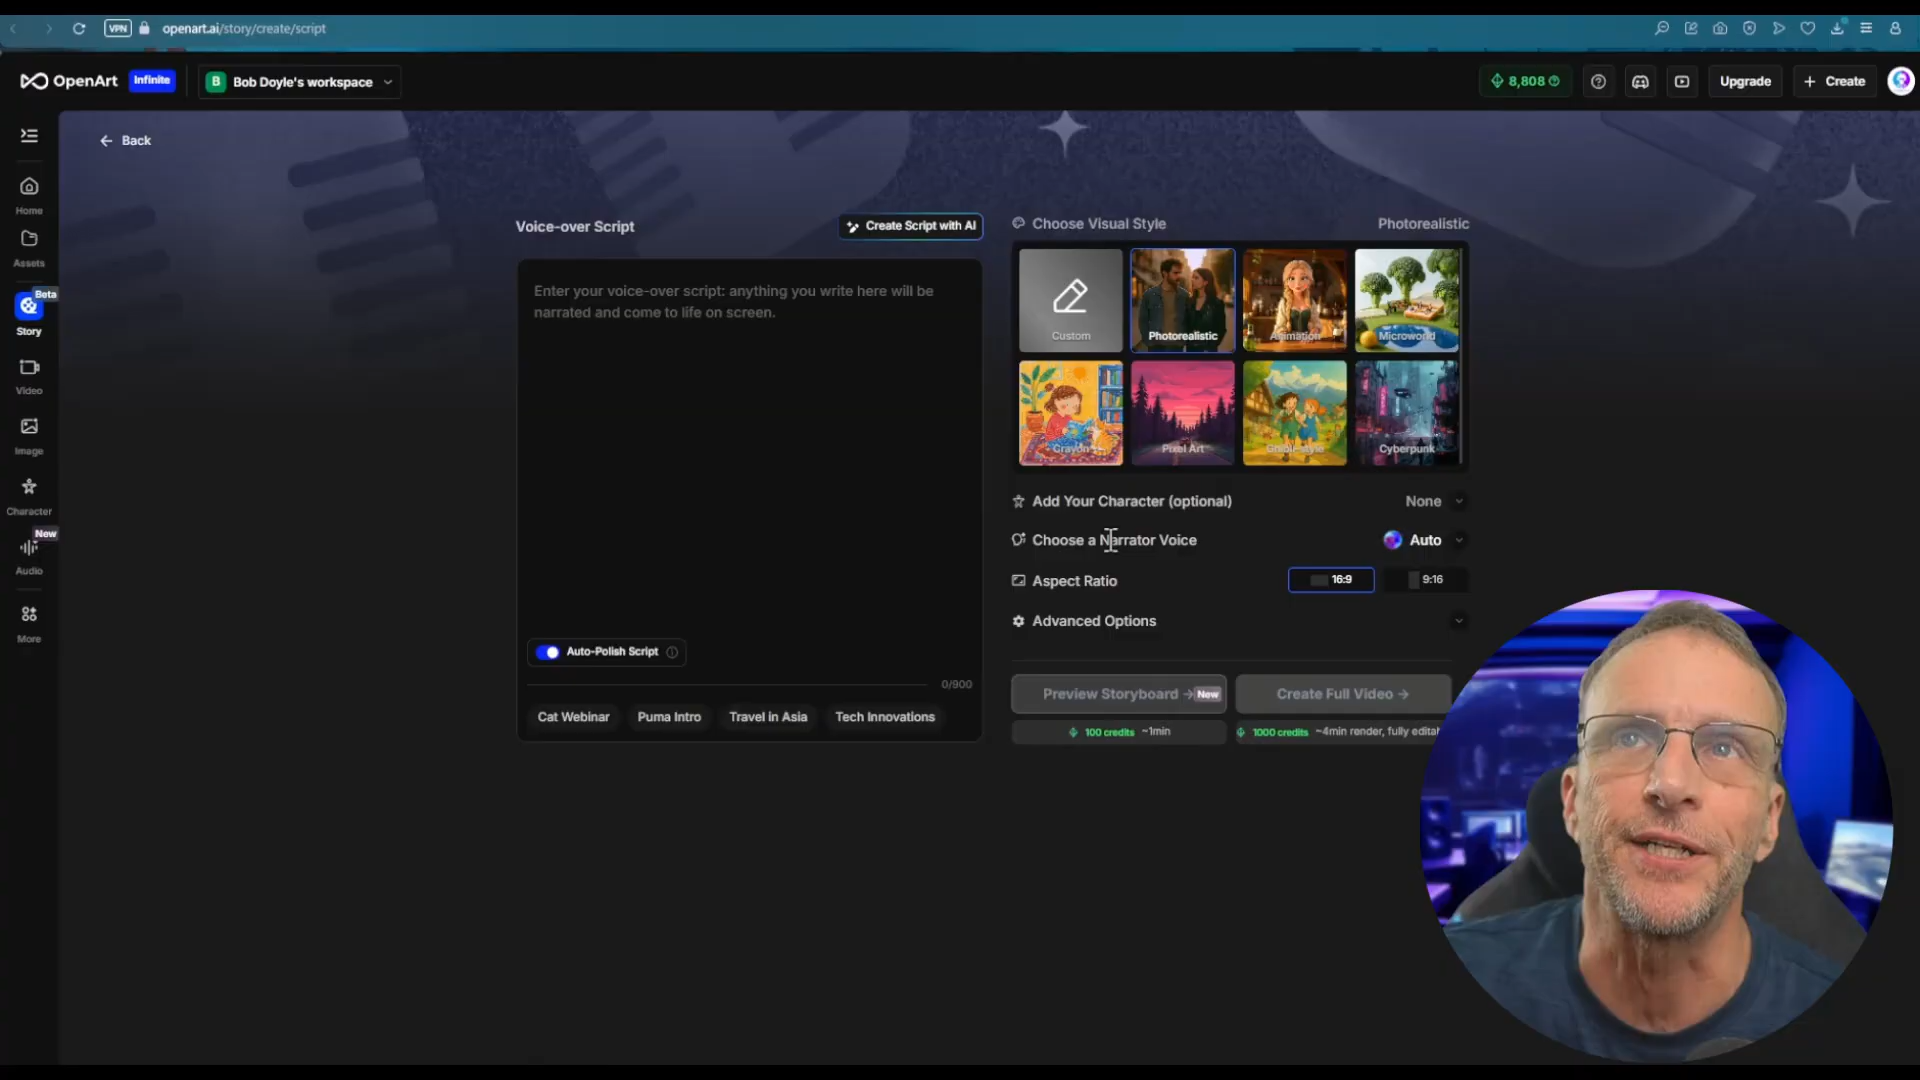 VPN
openart.ai/story/create/script
OpenArt
Infinite
B
Bob Doyle's workspace
8,808
Upgrade
Create
Back
Home
Assets
Beta
Story
Video
Image
Character
New
Audio
More
Voice-over Script
Create Script with AI
Enter your voice-over script: anything you write here will be
narrated and come to life on screen.
Auto-Polish Script
0/900
Cat Webinar
Puma Intro
Travel in Asia
Tech Innovations
Choose Visual Style
Photorealistic
Custom
Photorealistic
Animation
Microworld
Crayon
Pixel Art
Ghibli-style
Cyberpunk
Add Your Character (optional)
None
Choose a Narrator Voice
Auto
Aspect Ratio
16:9
9:16
Advanced Options
Preview Storyboard →
New
Create Full Video →
100 credits ~1min
1000 credits ~4min render, fully edita